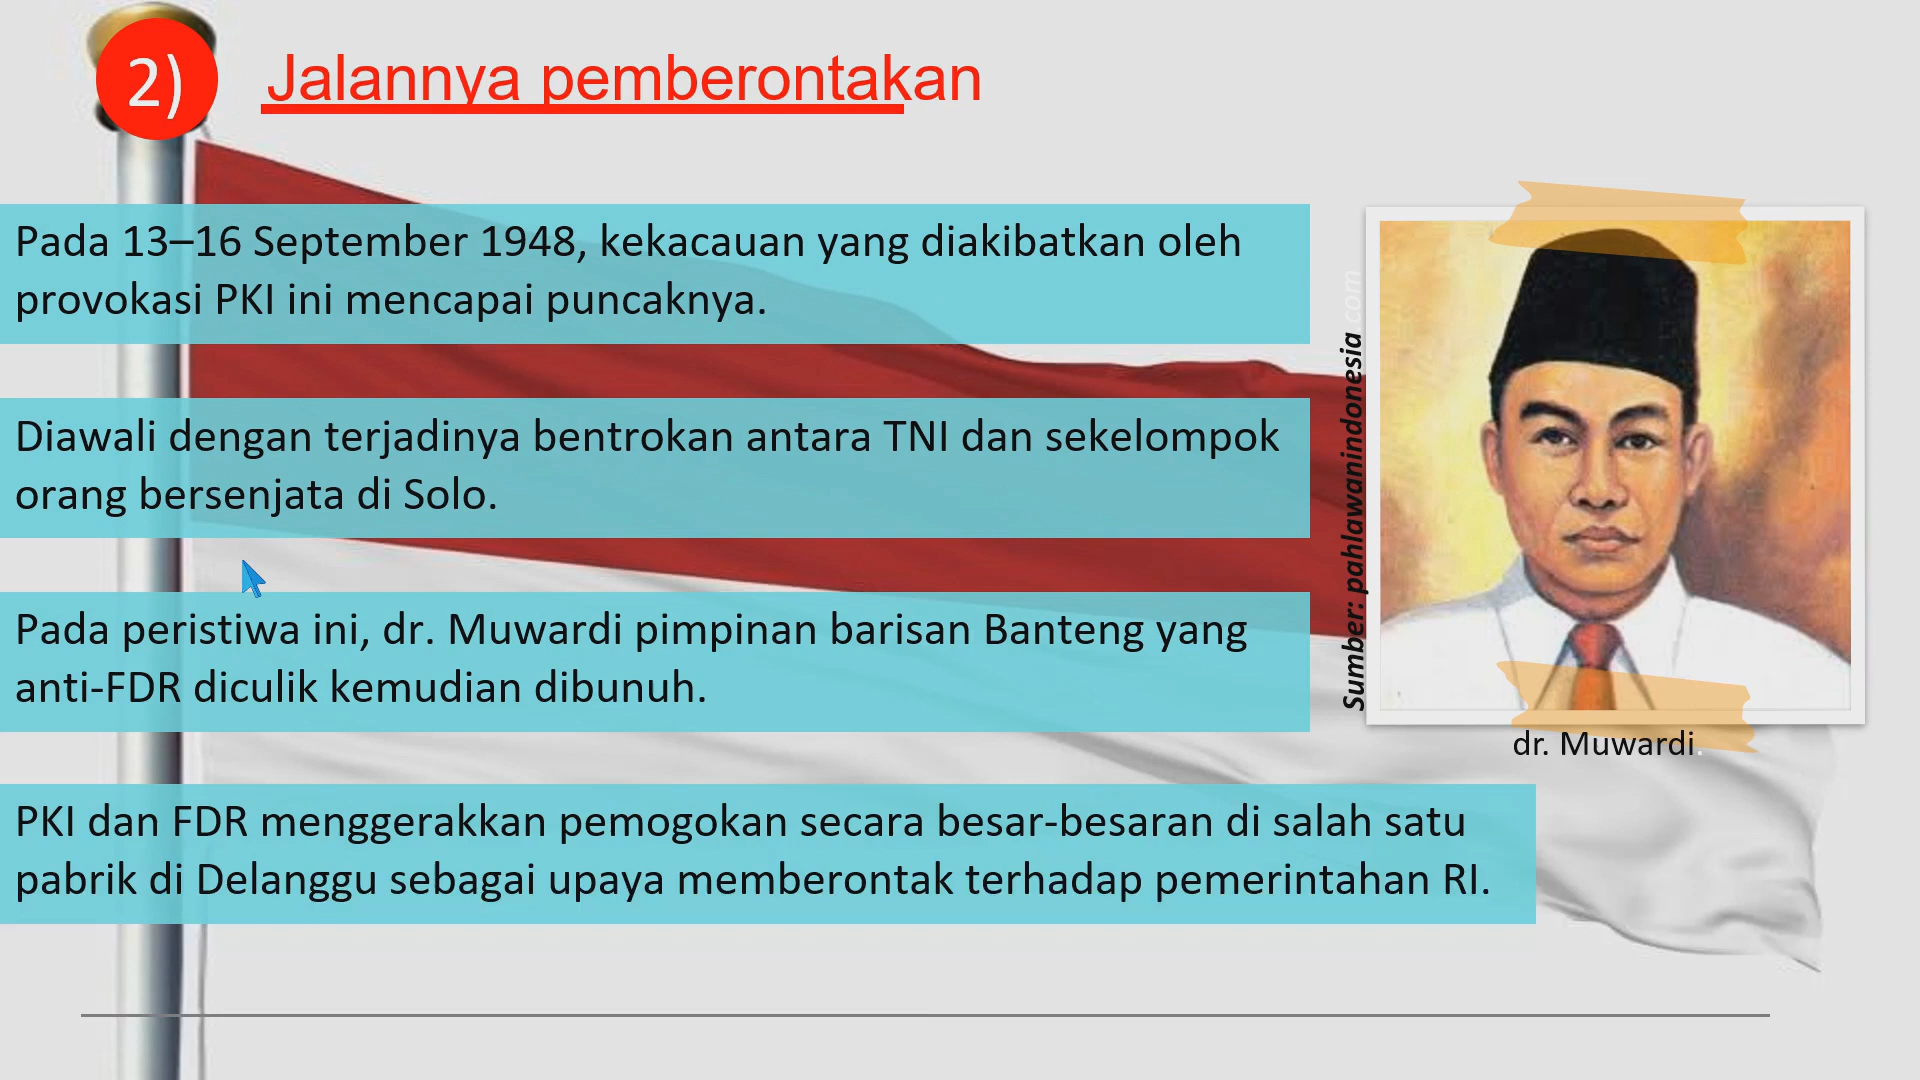 2)
Jalannya pemberontakan
Pada 13–16 September 1948, kekacauan yang diakibatkan oleh
provokasi PKI ini mencapai puncaknya.
Diawali dengan terjadinya bentrokan antara TNI dan sekelompok
orang bersenjata di Solo.
Pada peristiwa ini, dr. Muwardi pimpinan barisan Banteng yang
anti-FDR diculik kemudian dibunuh.
PKI dan FDR menggerakkan pemogokan secara besar-besaran di salah satu
pabrik di Delanggu sebagai upaya memberontak terhadap pemerintahan RI.
Sumber: pahlawanindonesia.com
dr. Muwardi.